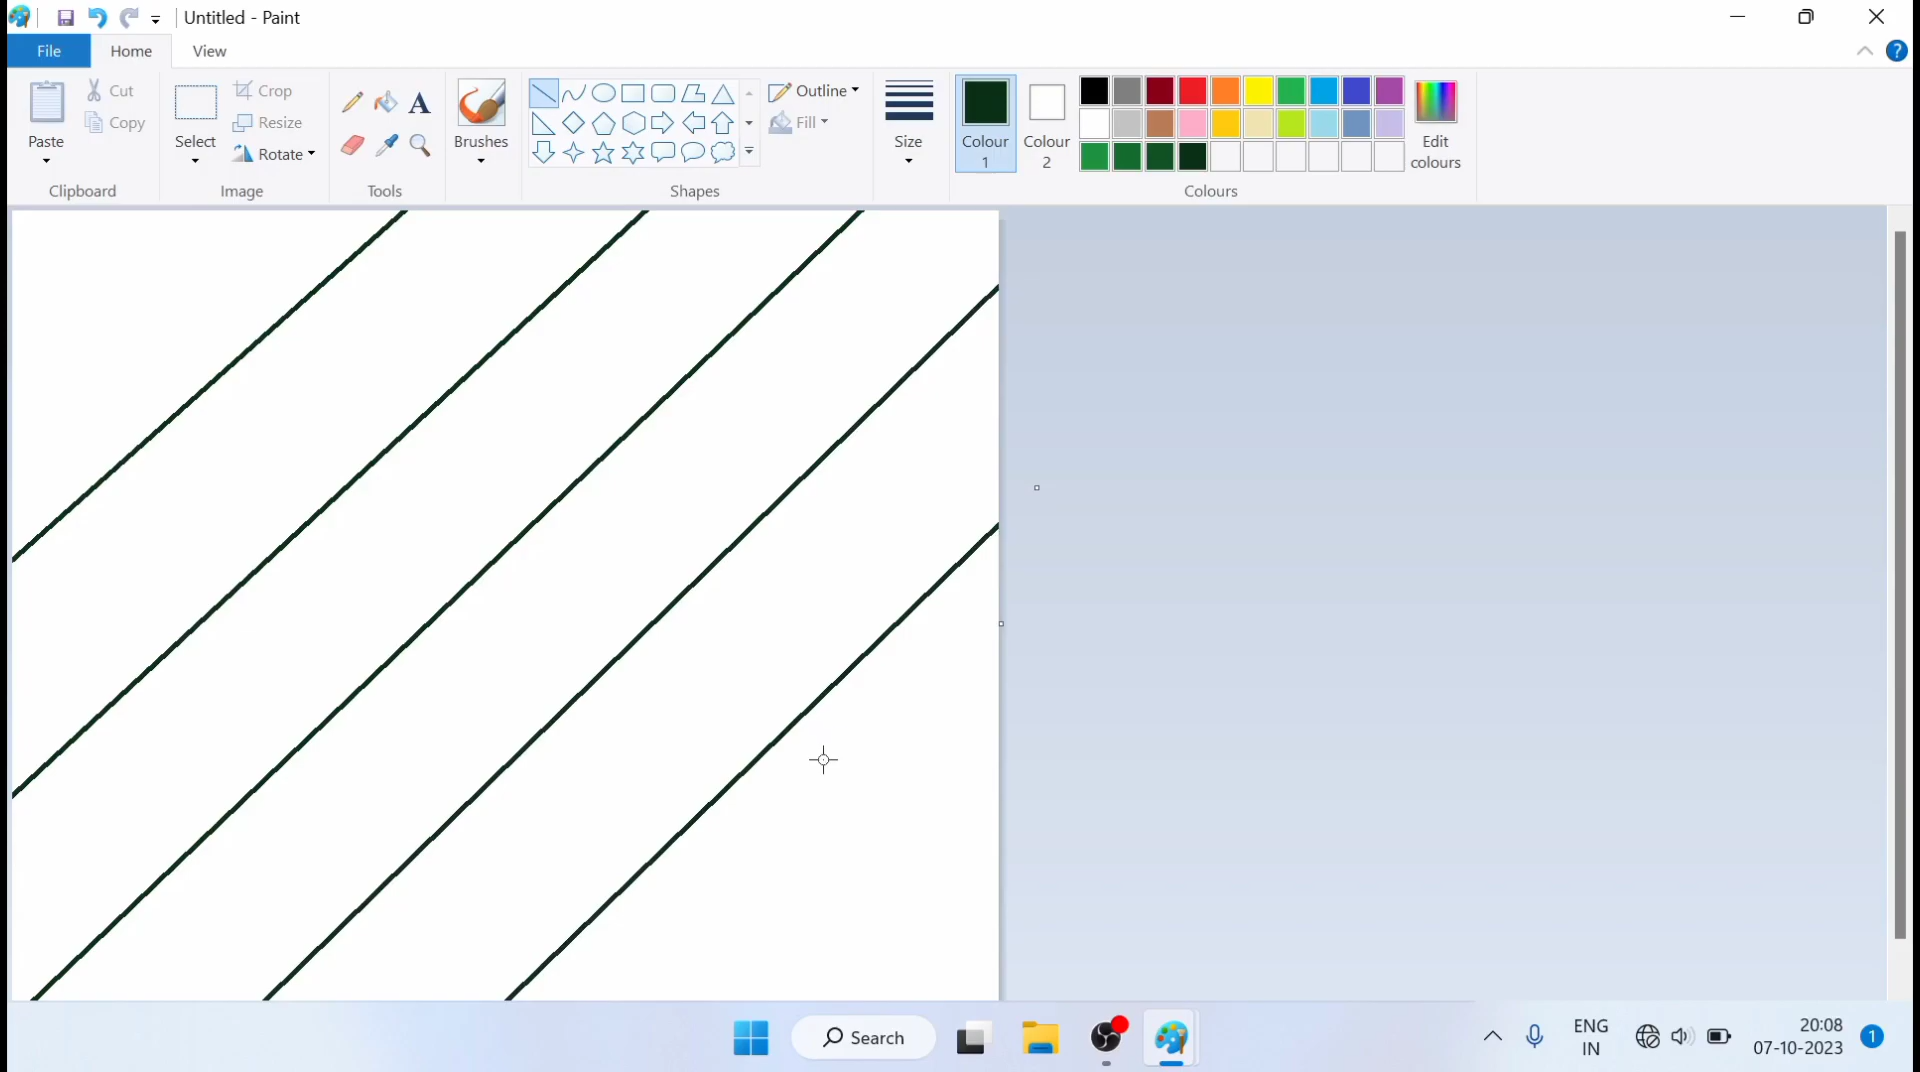 Untitled - Paint
File
Home
View
?
Paste
Cut
Copy
Clipboard
Select
Crop
Resize
Rotate
Image
A
Tools
Brushes
Outline
Fill
Shapes
Size
Colour
1
Colour
2
Edit
colours
Colours
Search
ENG
IN
20:08
07-10-2023
1